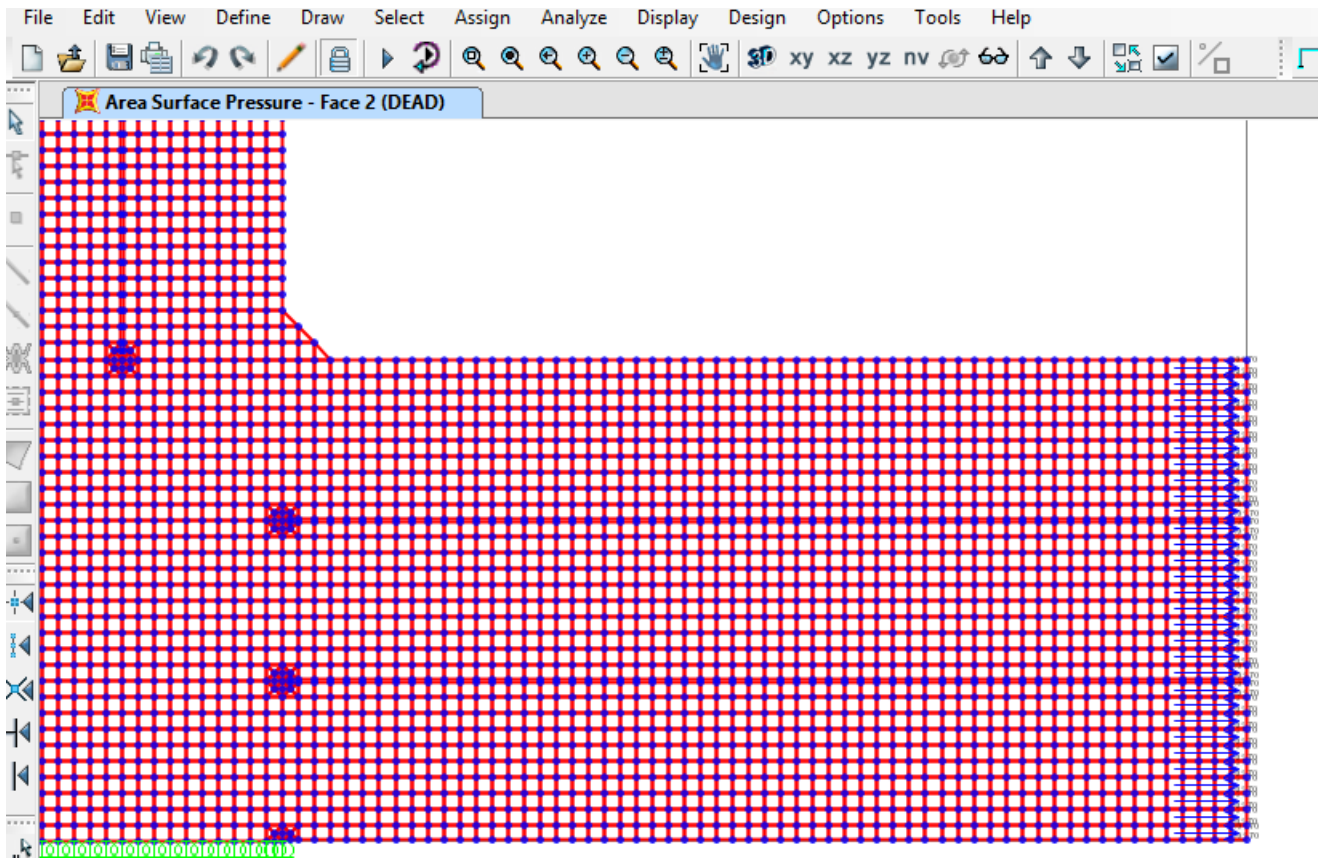 File Edit View Define Draw Select Assign Analyze Display Design Options Tools Help
3D xy xz yz nv
Area Surface Pressure - Face 2 (DEAD)